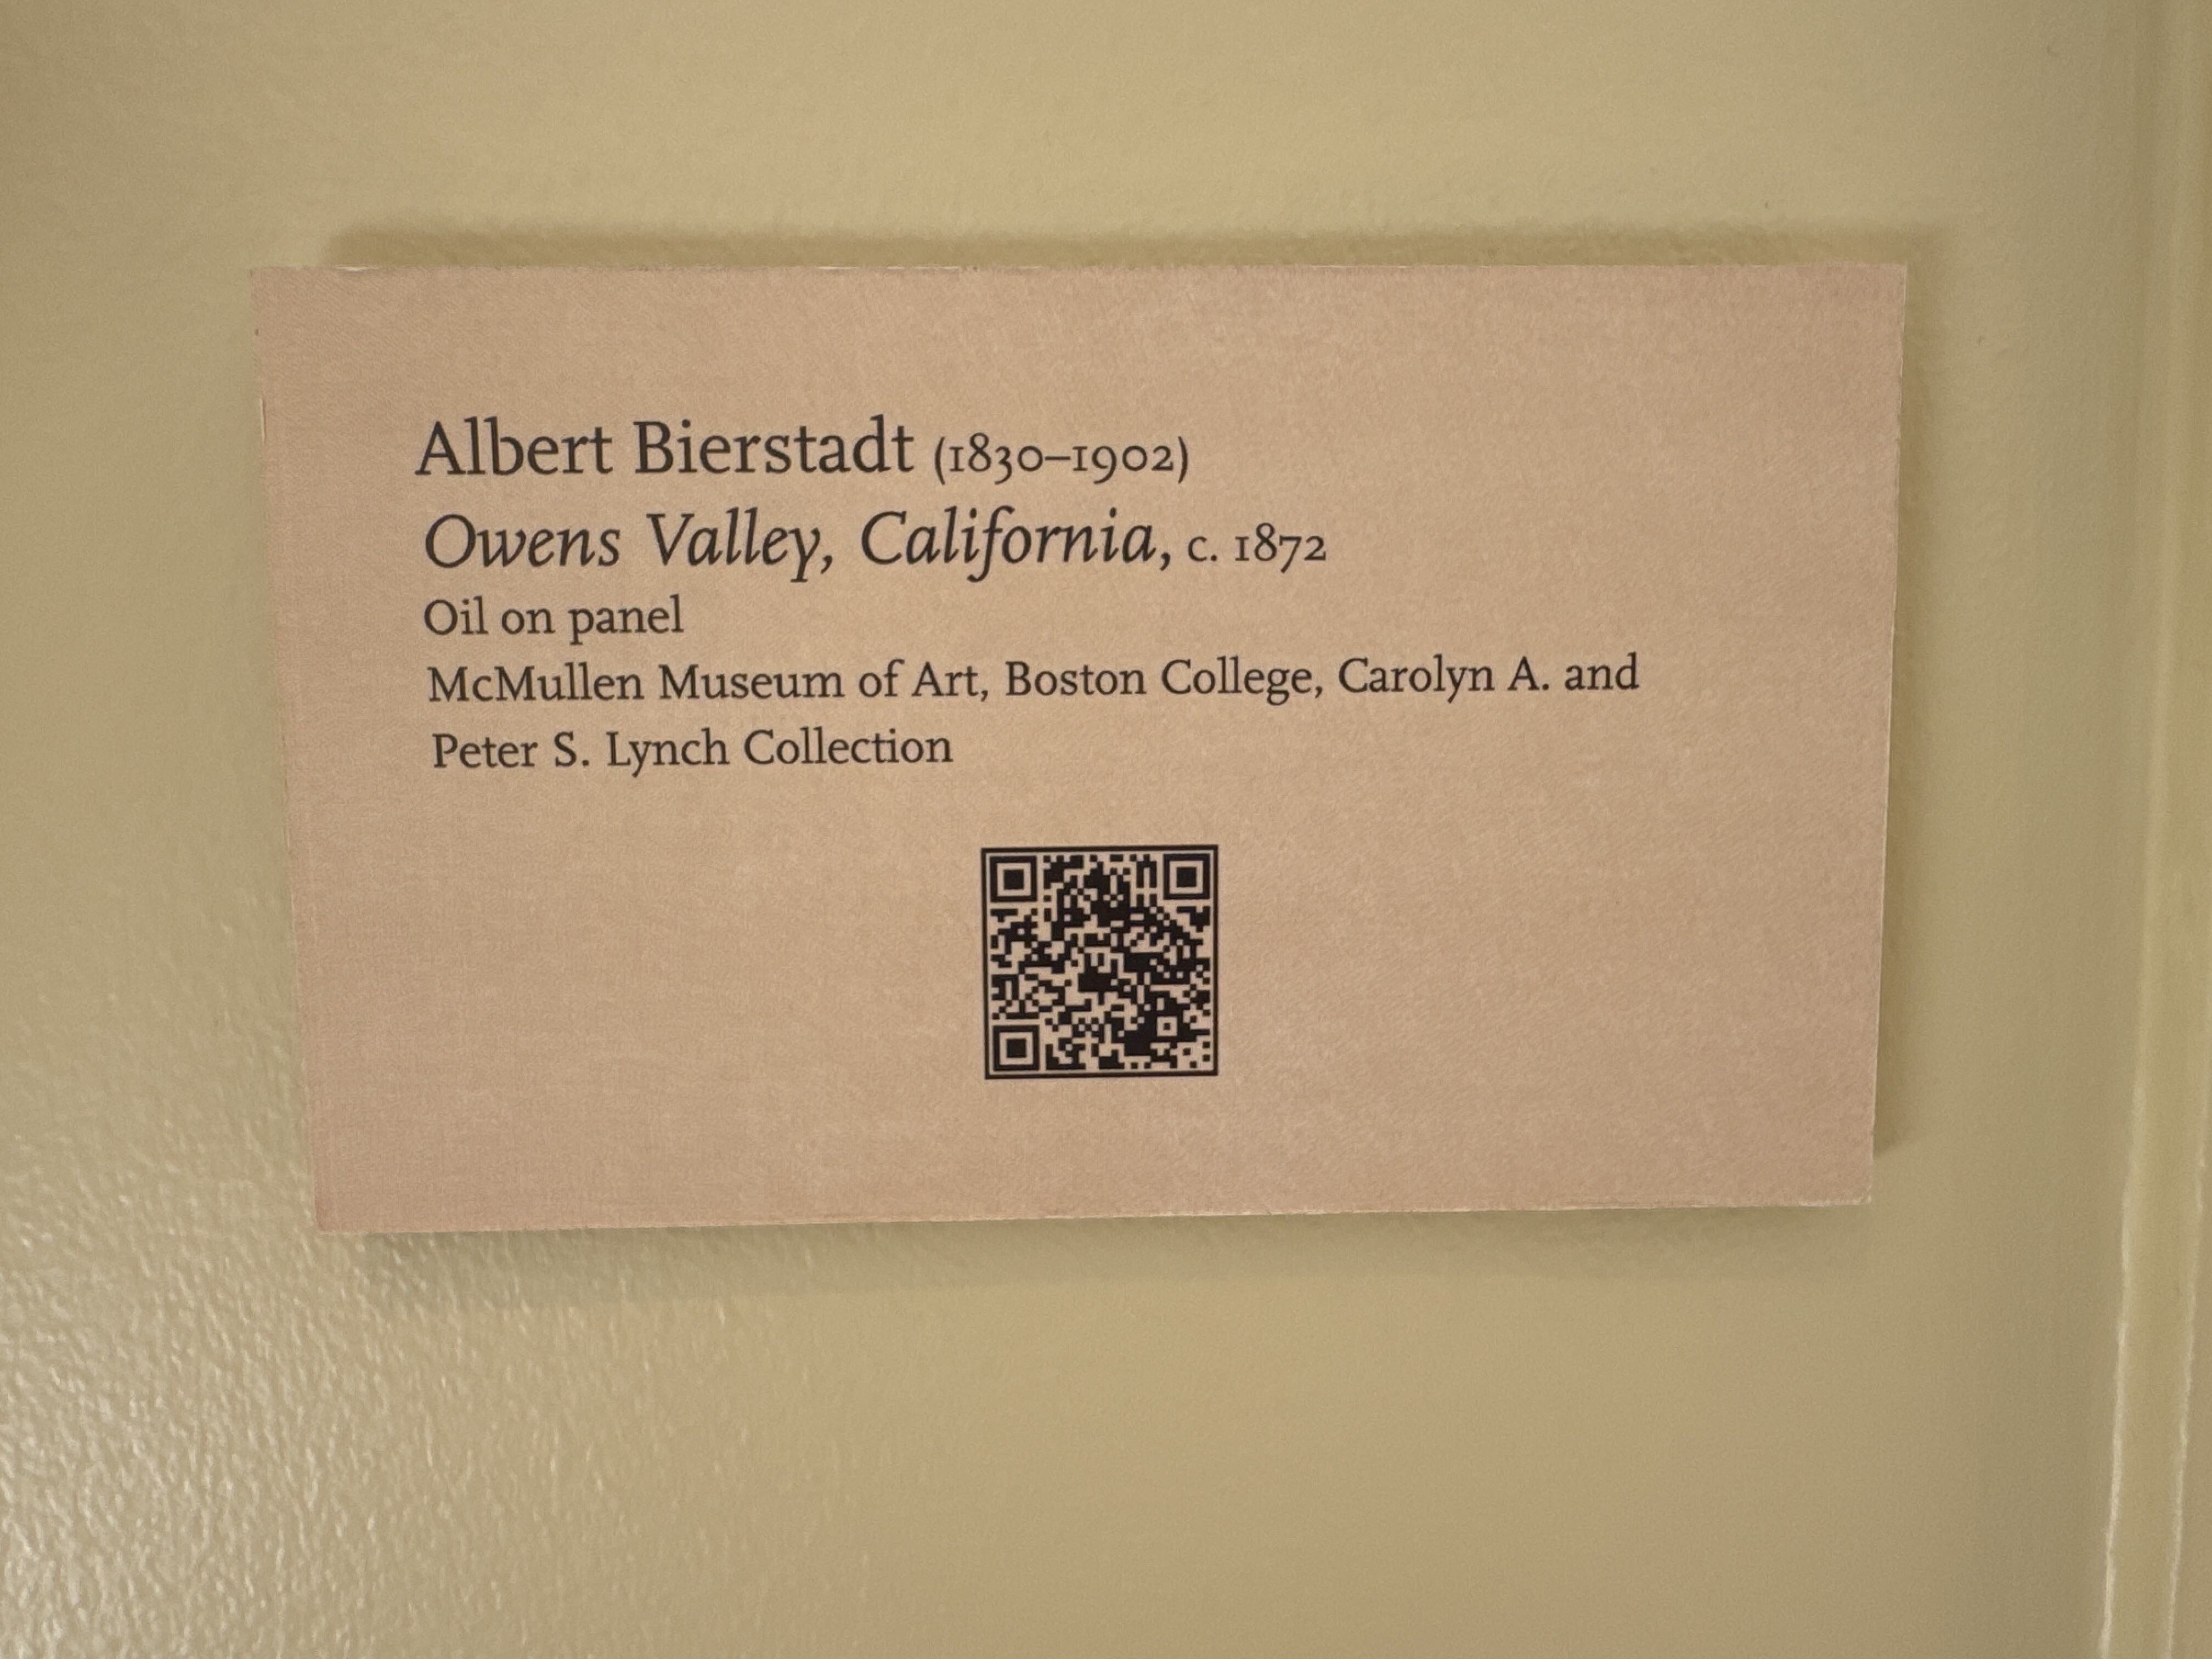 Albert Bierstadt (1830–1902)
Owens Valley, California, c. 1872
Oil on panel
McMullen Museum of Art, Boston College, Carolyn A. and
Peter S. Lynch Collection